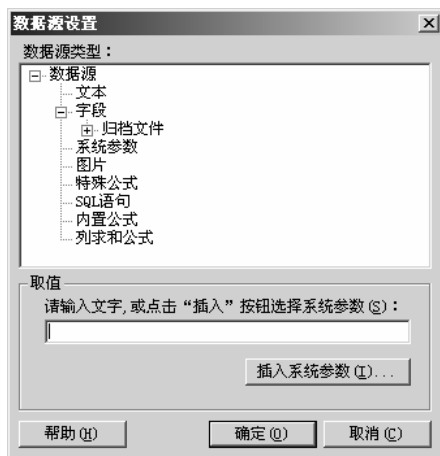 数据源设置
数据源类型：
数据源
文本
字段
归档文件
系统参数
图片
特殊公式
SQL语句
内置公式
列求和公式
取值
请输入文字,或点击“插入”按钮选择系统参数(S)：
插入系统参数(I)...
帮助(H)
确定(O)
取消(C)